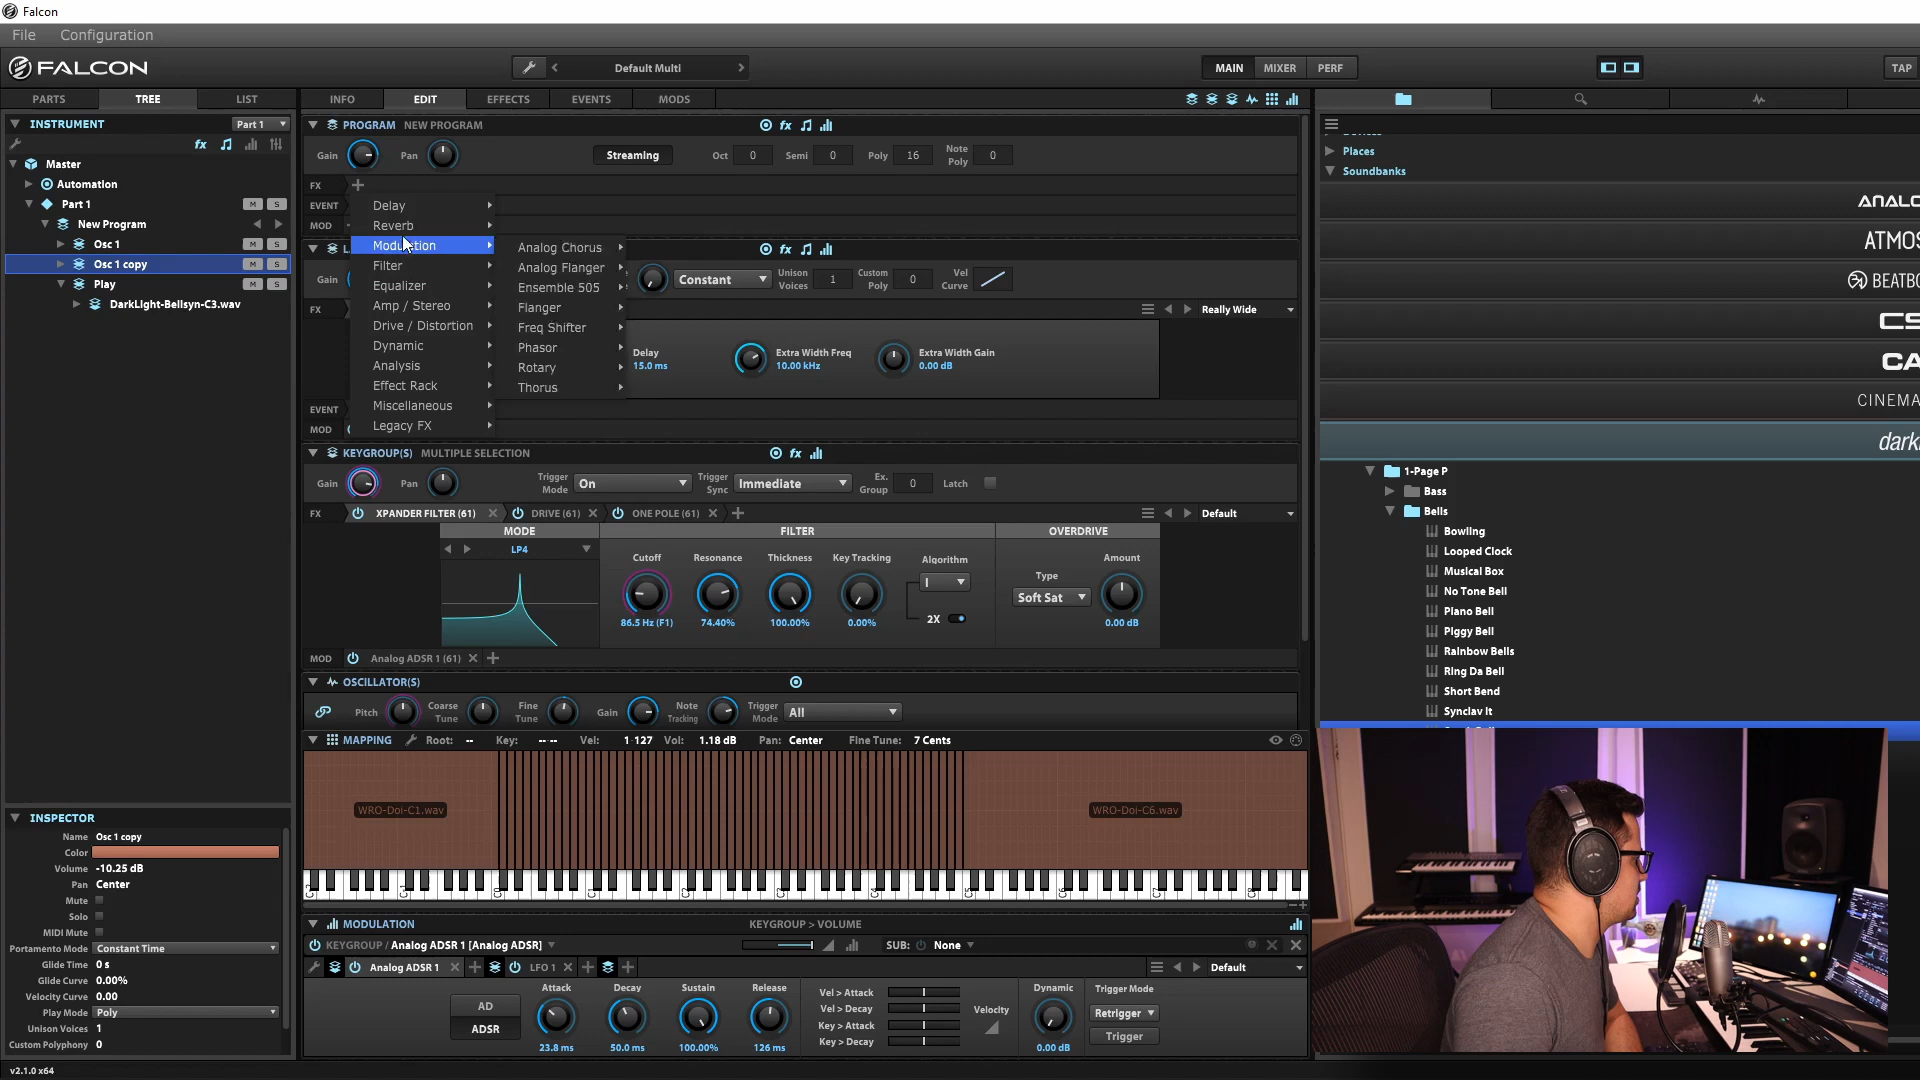 Falcon
File Configuration
FALCON
Default Multi
MAIN MIXER PERF
TAP
PARTS TREE LIST
INFO EDIT EFFECTS EVENTS MODS
INSTRUMENT Part 1
fx
Master
Automation
Part 1 M S
New Program
Osc 1 M S
Osc 1 copy M S
Play M S
DarkLight-Bellsyn-C3.wav
PROGRAM NEW PROGRAM fx
Gain Pan Streaming Oct 0 Semi 0 Poly 16 Note Poly 0
FX
EVENT
MOD
Delay
Reverb
Modulation
Filter
Equalizer
Amp / Stereo
Drive / Distortion
Dynamic
Analysis
Effect Rack
Miscellaneous
Legacy FX
Analog Chorus
Analog Flanger
Ensemble 505
Flanger
Freq Shifter
Phasor
Rotary
Thorus
fx
Gain Constant Unison Voices 1 Custom Poly 0 Vel Curve
FX Really Wide
Delay 15.0 ms
Extra Width Freq 10.00 kHz
Extra Width Gain 0.00 dB
EVENT
MOD
KEYGROUP(S) MULTIPLE SELECTION fx
Gain Pan Trigger Mode On Trigger Sync Immediate Ex. Group 0 Latch
FX XPANDER FILTER (61) DRIVE (61) ONE POLE (61) Default
MODE FILTER OVERDRIVE
LP4
Cutoff Resonance Thickness Key Tracking Algorithm Type Amount
I
Soft Sat
2X
86.5 Hz (F1) 74.40% 100.00% 0.00% 0.00 dB
MOD Analog ADSR 1 (61)
OSCILLATOR(S)
Pitch Coarse Tune Fine Tune Gain Note Tracking Trigger Mode All
MAPPING Root: -- Key: -- -- Vel: 1 127 Vol: 1.18 dB Pan: Center Fine Tune: 7 Cents
WRO-Doi-C1.wav WRO-Doi-C6.wav
MODULATION KEYGROUP > VOLUME
KEYGROUP / Analog ADSR 1 [Analog ADSR] SUB: None
Analog ADSR 1 LFO 1 Default
AD
ADSR
Attack Decay Sustain Release
23.8 ms 50.0 ms 100.00% 126 ms
Vel > Attack
Vel > Decay
Key > Attack
Key > Decay
Velocity
Dynamic
0.00 dB
Trigger Mode
Retrigger
Trigger
INSPECTOR
Name Osc 1 copy
Color
Volume -10.25 dB
Pan Center
Mute
Solo
MIDI Mute
Portamento Mode Constant Time
Glide Time 0 s
Glide Curve 0.00%
Velocity Curve 0.00
Play Mode Poly
Unison Voices 1
Custom Polyphony 0
v2.1.0 x64
Places
Soundbanks
ANALO
ATMOS
BEATBO
CS
CA
CINEMA
dark
1-Page P
Bass
Bells
Bowling
Looped Clock
Musical Box
No Tone Bell
Piano Bell
Piggy Bell
Rainbow Bells
Ring Da Bell
Short Bend
Synclav It